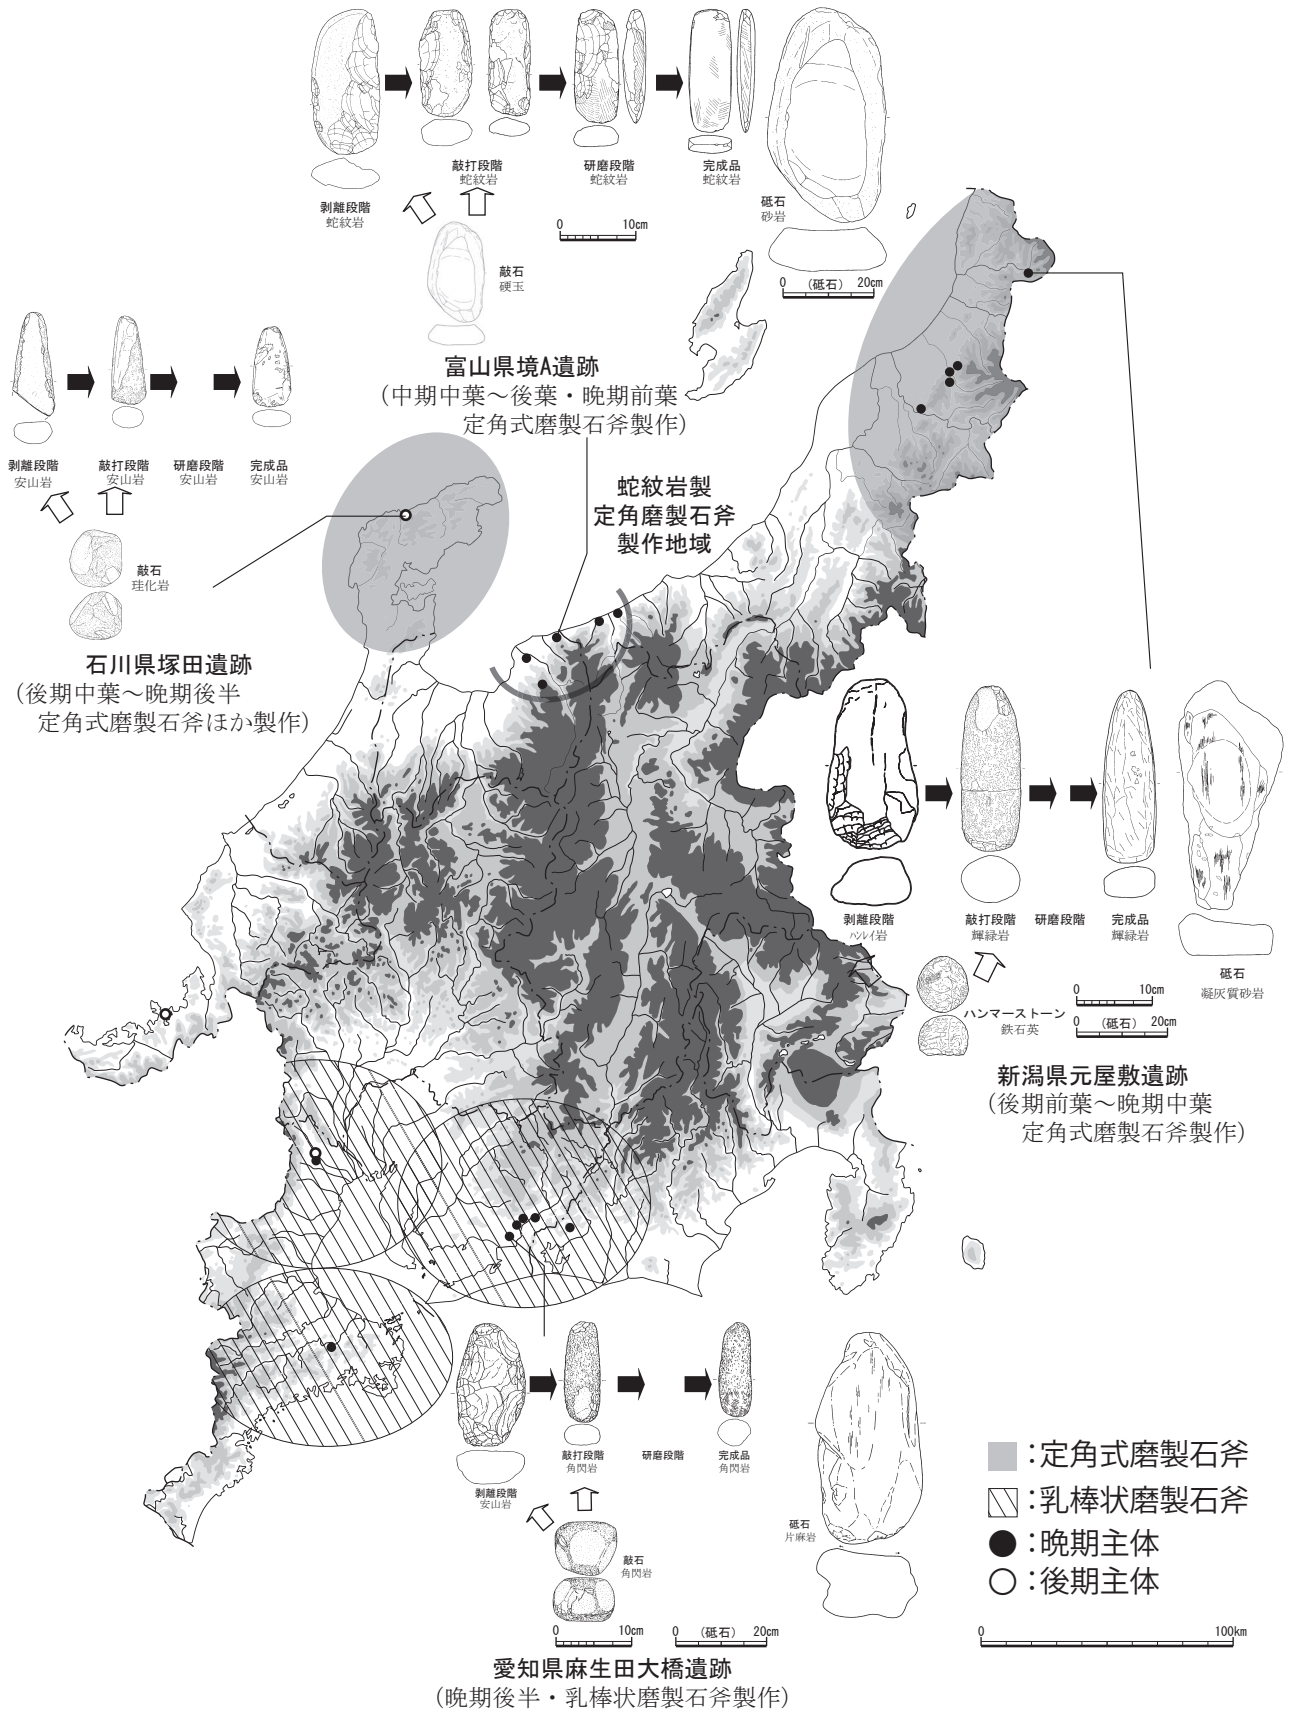 剥離段階
蛇紋岩
敲打段階
蛇紋岩
研磨段階
蛇紋岩
完成品
蛇紋岩
砥石
砂岩
敲石
硬玉
0 10cm
0 (砥石) 20cm
富山県境A遺跡
(中期中葉～後葉・晩期前葉
定角式磨製石斧製作)
剥離段階
安山岩
敲打段階
安山岩
研磨段階
安山岩
完成品
安山岩
敲石
珪化岩
石川県塚田遺跡
(後期中葉～晩期後半
定角式磨製石斧ほか製作)
蛇紋岩製
定角磨製石斧
製作地域
剥離段階
ハンレイ岩
敲打段階
輝緑岩
研磨段階
完成品
輝緑岩
砥石
凝灰質砂岩
ハンマーストーン
鉄石英
0 10cm
0 (砥石) 20cm
新潟県元屋敷遺跡
(後期前葉～晩期中葉
定角式磨製石斧製作)
剥離段階
安山岩
敲打段階
角閃岩
研磨段階
完成品
角閃岩
砥石
片麻岩
敲石
角閃岩
0 10cm
0 (砥石) 20cm
愛知県麻生田大橋遺跡
(晩期後半・乳棒状磨製石斧製作)
：定角式磨製石斧
：乳棒状磨製石斧
：晩期主体
：後期主体
0 100km